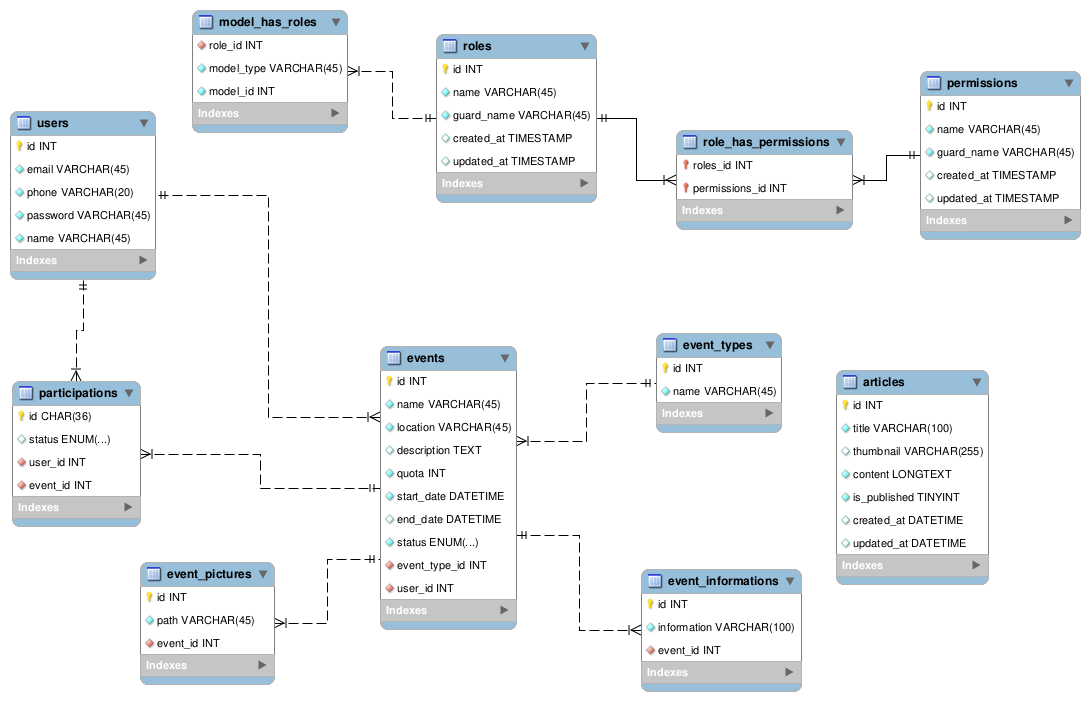 model_has_roles
role_id INT
model_type VARCHAR(45)
model_id INT
Indexes
roles
id INT
name VARCHAR(45)
guard_name VARCHAR(45)
created_at TIMESTAMP
updated_at TIMESTAMP
Indexes
permissions
id INT
name VARCHAR(45)
guard_name VARCHAR(45)
created_at TIMESTAMP
updated_at TIMESTAMP
Indexes
users
id INT
email VARCHAR(45)
phone VARCHAR(20)
password VARCHAR(45)
name VARCHAR(45)
Indexes
role_has_permissions
roles_id INT
permissions_id INT
Indexes
participations
id CHAR(36)
status ENUM(...)
user_id INT
event_id INT
Indexes
events
id INT
name VARCHAR(45)
location VARCHAR(45)
description TEXT
quota INT
start_date DATETIME
end_date DATETIME
status ENUM(...)
event_type_id INT
user_id INT
Indexes
event_types
id INT
name VARCHAR(45)
Indexes
articles
id INT
title VARCHAR(100)
thumbnail VARCHAR(255)
content LONGTEXT
is_published TINYINT
created_at DATETIME
updated_at DATETIME
Indexes
event_pictures
id INT
path VARCHAR(45)
event_id INT
Indexes
event_informations
id INT
information VARCHAR(100)
event_id INT
Indexes